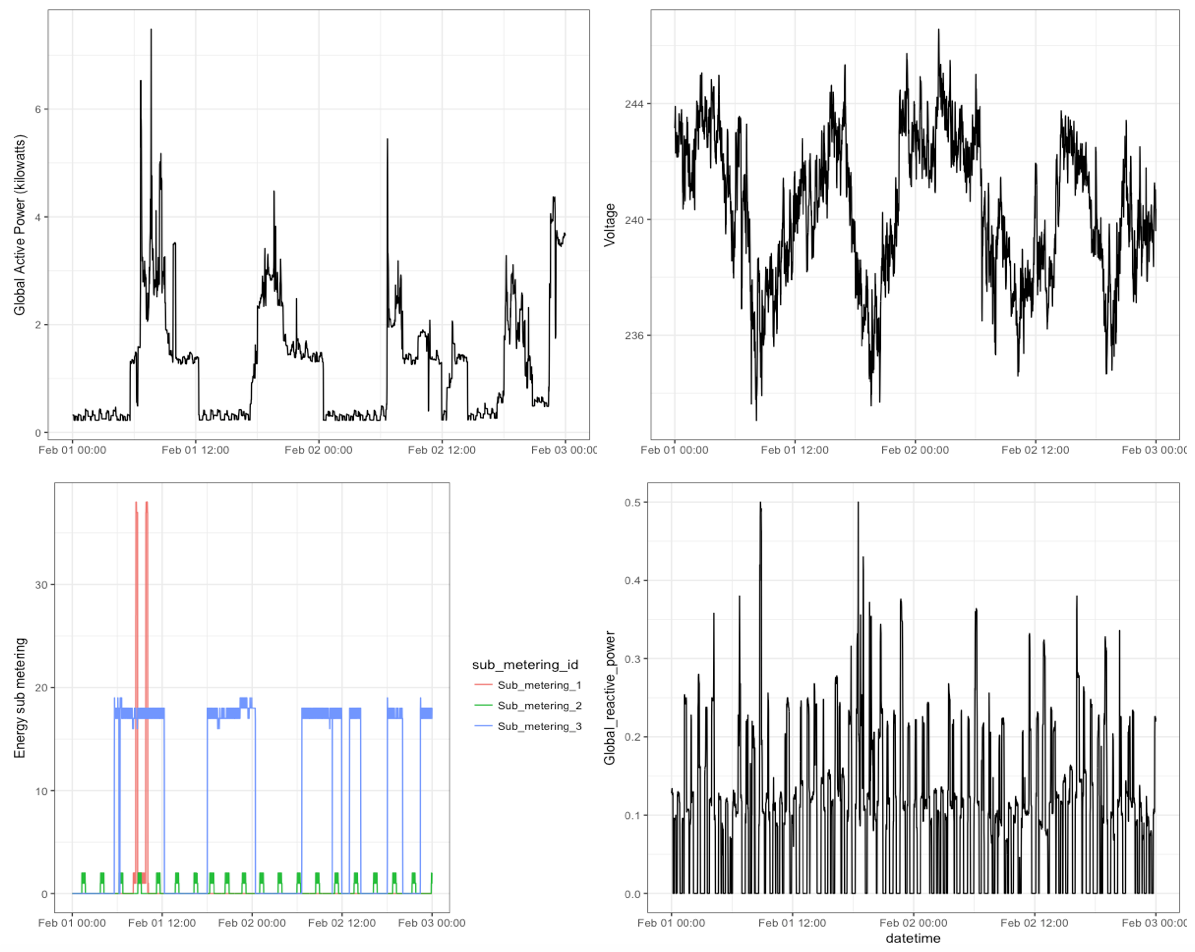 Global Active Power (kilowatts)
6
4
2
0
Feb 01 00:00 Feb 01 12:00 Feb 02 00:00 Feb 02 12:00 Feb 03 00:00
Voltage
244
240
236
Feb 01 00:00 Feb 01 12:00 Feb 02 00:00 Feb 02 12:00 Feb 03 00:00
Energy sub metering
30
20
10
0
Feb 01 00:00 Feb 01 12:00 Feb 02 00:00 Feb 02 12:00 Feb 03 00:00
sub_metering_id
Sub_metering_1
Sub_metering_2
Sub_metering_3
Global_reactive_power
0.5
0.4
0.3
0.2
0.1
0.0
Feb 01 00:00 Feb 01 12:00 Feb 02 00:00 Feb 02 12:00 Feb 03 00:00
datetime